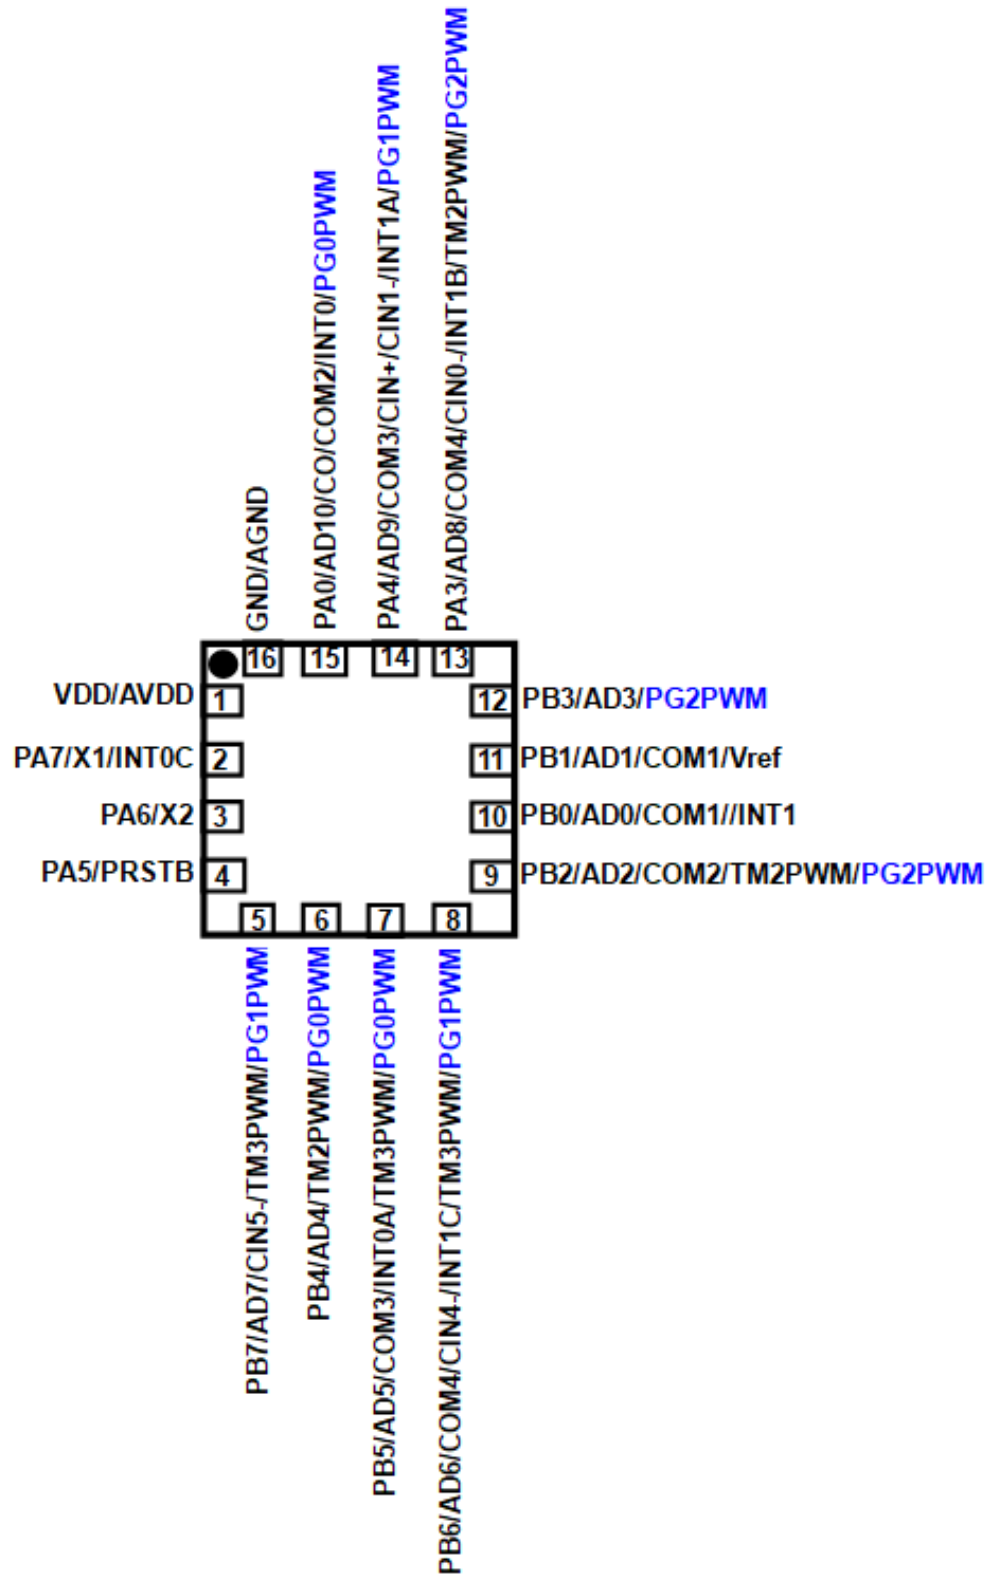 PA3/AD8/COM4/CIN0-/INT1B/TM2PWM/PG2PWM
PA4/AD9/COM3/CIN+/CIN1-/INT1A/PG1PWM
PA0/AD10/CO/COM2/INT0/PG0PWM
GND/AGND
16
15
14
13
VDD/AVDD
1
12
PB3/AD3/PG2PWM
PA7/X1/INT0C
2
11
PB1/AD1/COM1/Vref
PA6/X2
3
10
PB0/AD0/COM1//INT1
PA5/PRSTB
4
9
PB2/AD2/COM2/TM2PWM/PG2PWM
5
6
7
8
PB7/AD7/CIN5-/TM3PWM/PG1PWM
PB4/AD4/TM2PWM/PG0PWM
PB5/AD5/COM3/INT0A/TM3PWM/PG0PWM
PB6/AD6/COM4/CIN4-/INT1C/TM3PWM/PG1PWM